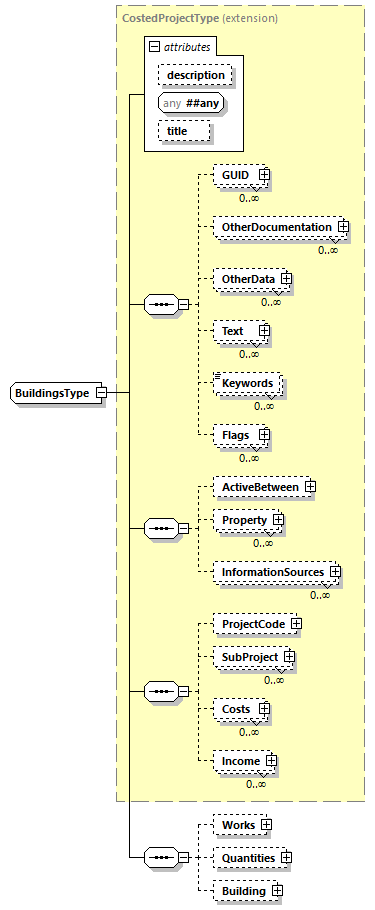 CostedProjectType (extension)
attributes
description
any ##any
title
GUID
0..∞
OtherDocumentation
0..∞
OtherData
0..∞
Text
0..∞
Keywords
0..∞
Flags
0..∞
BuildingsType
ActiveBetween
Property
0..∞
InformationSources
0..∞
ProjectCode
SubProject
0..∞
Costs
0..∞
Income
0..∞
Works
Quantities
Building